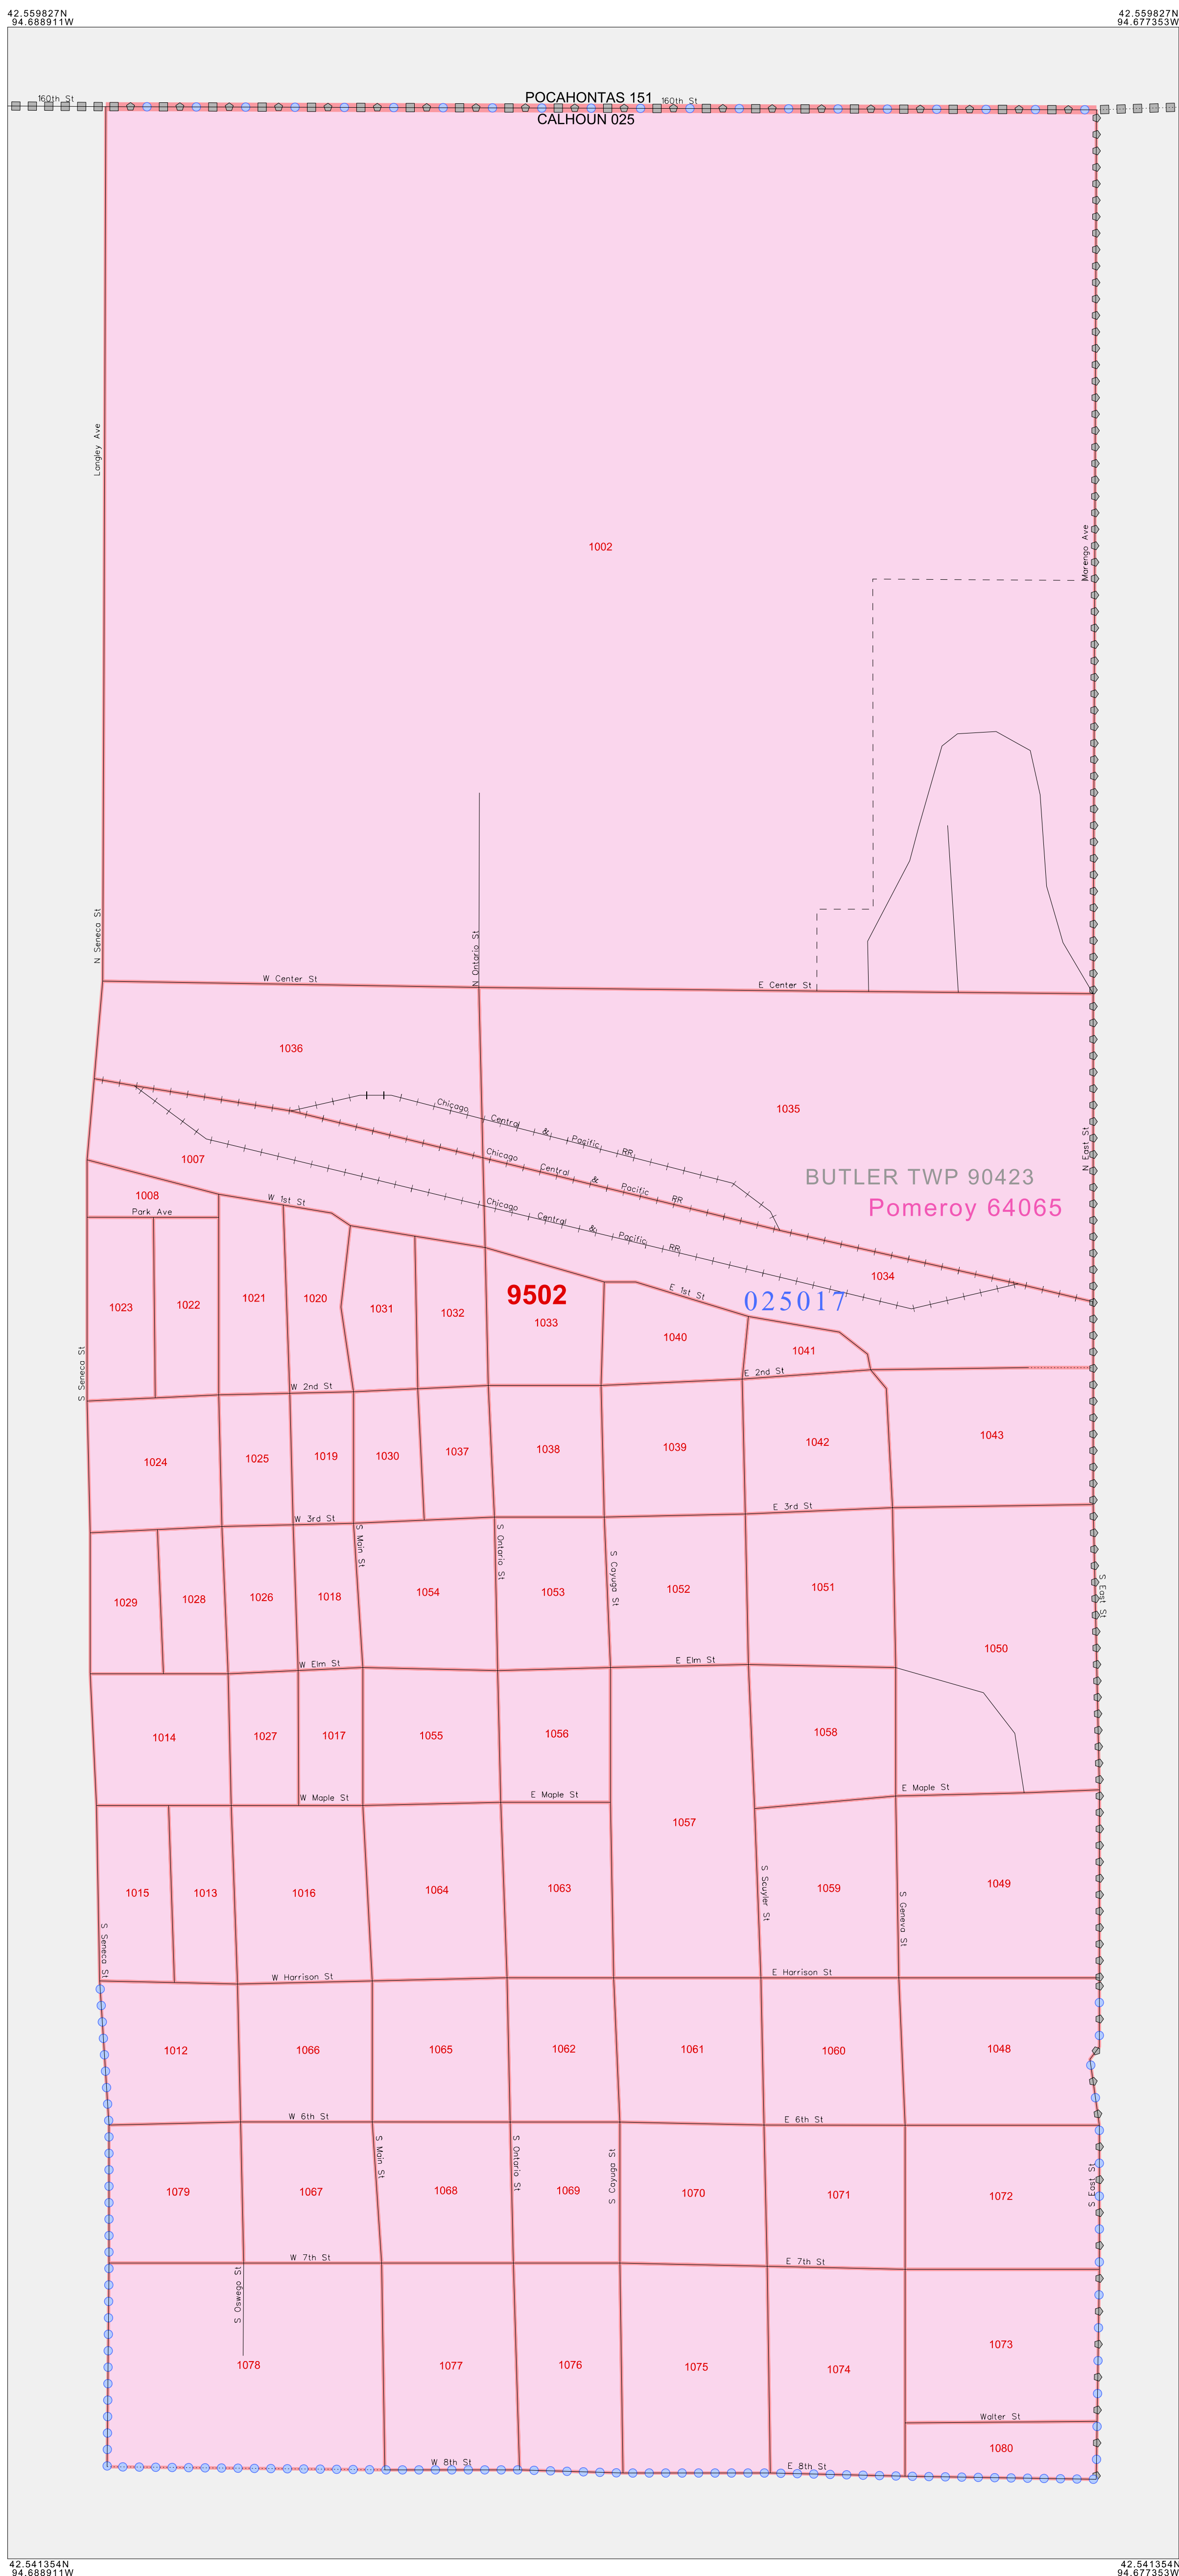 42.559827N
94.688911W
42.559827N
94.677353W
160th St
POCAHONTAS 151
160th St
CALHOUN 025
Langley Ave
1002
Marengo Ave
N Seneca St
N Ontario St
W Center St
E Center St
1036
Chicago Central & Pacific RR
1035
N East St
Chicago Central & Pacific RR
1007
BUTLER TWP 90423
Pomeroy 64065
1008
W 1st St
Chicago Central & Pacific RR
Park Ave
1034
E 1st St
9502
025017
1023
1022
1021
1020
1031
1032
1033
1040
1041
S Seneca St
W 2nd St
E 2nd St
1024
1025
1019
1030
1037
1038
1039
1042
1043
W 3rd St
E 3rd St
S Main St
S Ontario St
S Cayuga St
S East St
1029
1028
1026
1018
1054
1053
1052
1051
1050
W Elm St
E Elm St
1014
1027
1017
1055
1056
1058
W Maple St
E Maple St
E Maple St
1057
1015
1013
1016
1064
1063
1059
1049
S Scuyler St
S Geneva St
S Seneca St
W Harrison St
E Harrison St
1012
1066
1065
1062
1061
1060
1048
W 6th St
E 6th St
S Main St
S Ontario St
S Cayuga St
S East St
1079
1067
1068
1069
1070
1071
1072
W 7th St
E 7th St
S Oswego St
1078
1077
1076
1075
1074
1073
Walter St
1080
W 8th St
E 8th St
42.541354N
94.688911W
42.541354N
94.677353W